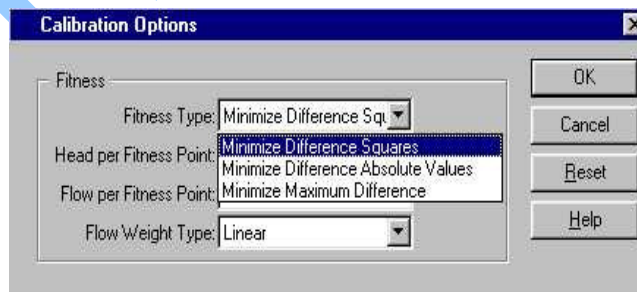 Calibration Options
Fitness
Fitness Type: Minimize Difference Squ
Minimize Difference Squares
Minimize Difference Absolute Values
Minimize Maximum Difference
Head per Fitness Point:
Flow per Fitness Point:
Flow Weight Type: Linear
OK
Cancel
Reset
Help